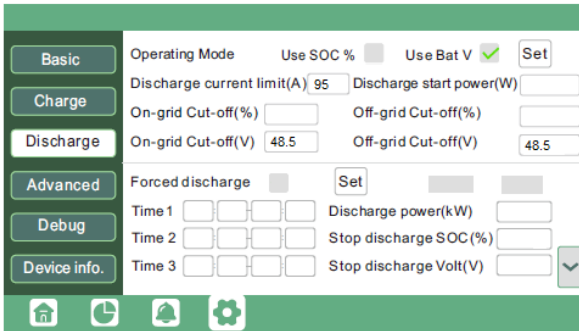 Basic
Charge
Discharge
Advanced
Debug
Device info.
Operating Mode Use SOC % Use Bat V Set
Discharge current limit(A) 95 Discharge start power(W)
On-grid Cut-off(%) Off-grid Cut-off(%)
On-grid Cut-off(V) 48.5 Off-grid Cut-off(V) 48.5
Forced discharge Set
Time 1 Discharge power(kW)
Time 2 Stop discharge SOC(%)
Time 3 Stop discharge Volt(V)